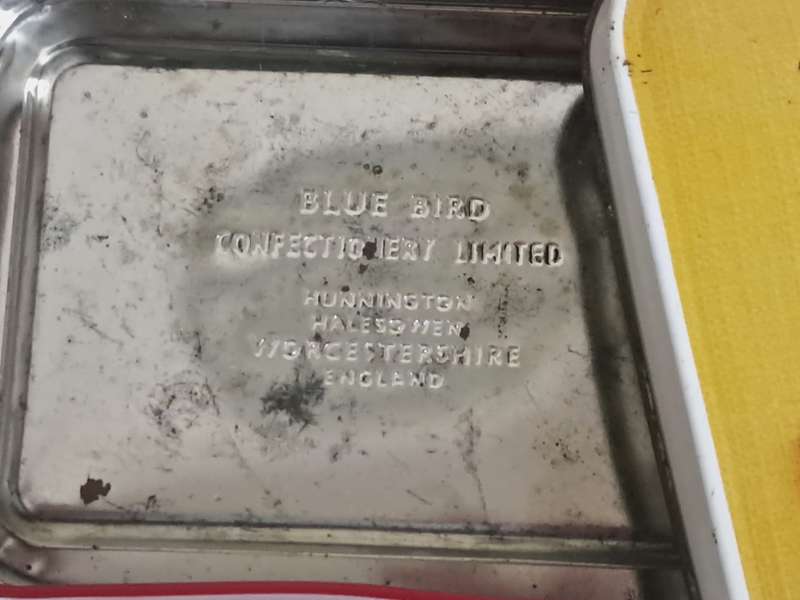 BLUE BIRD
CONFECTIONERY LIMITED
HUNNINGTON
HALESOWEN
WORCESTERSHIRE
ENGLAND